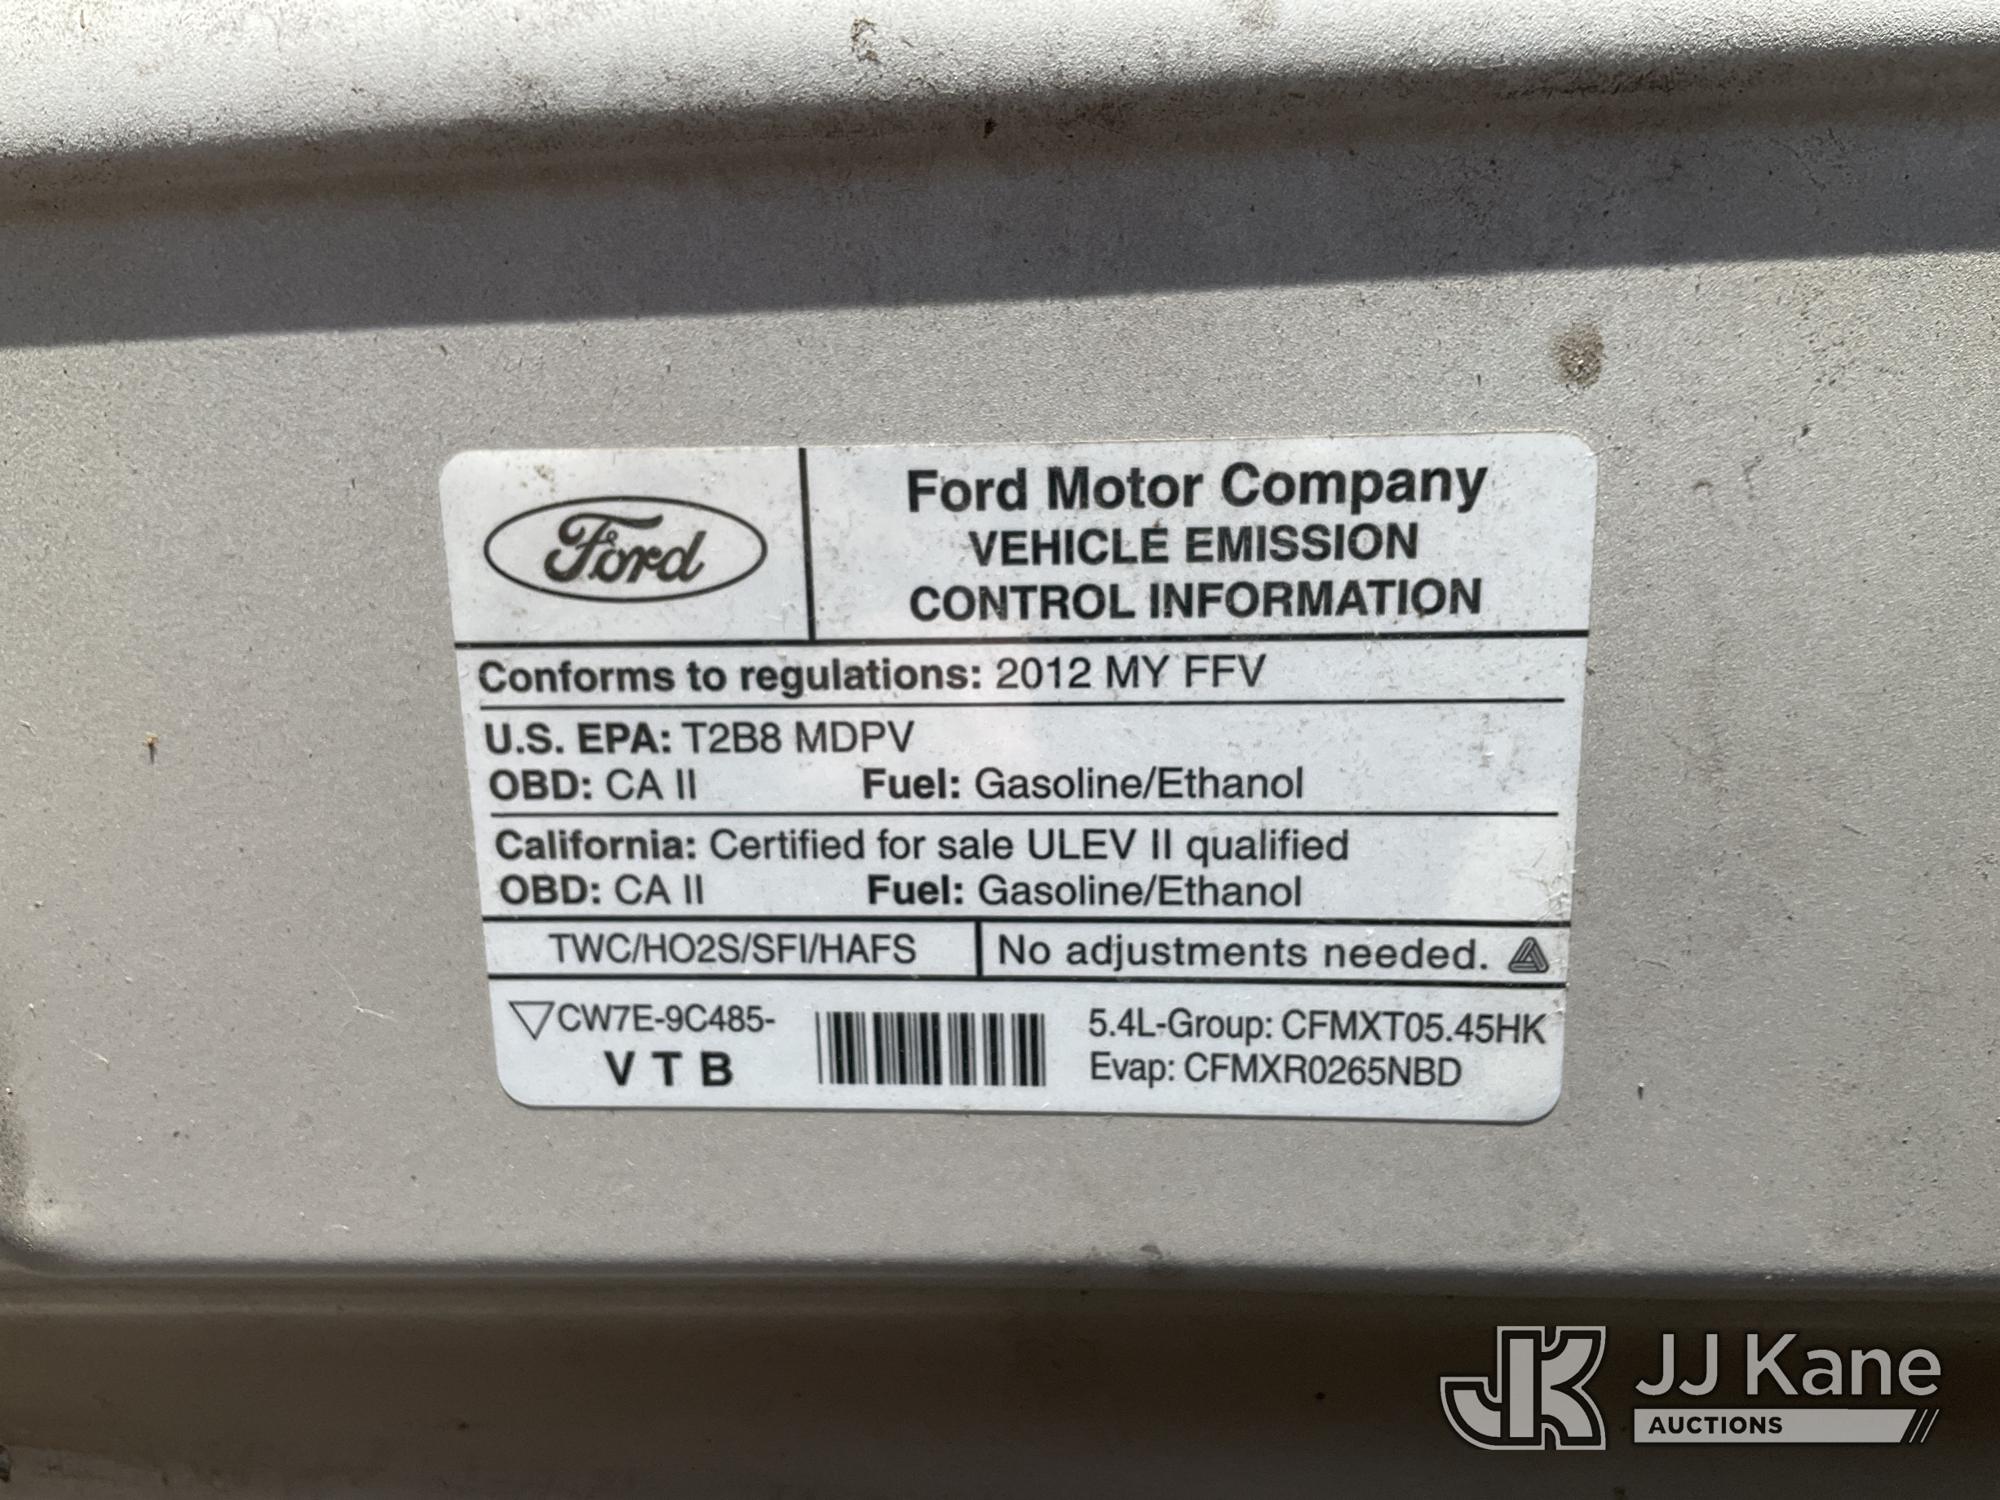 Ford
Ford Motor Company
VEHICLE EMISSION
CONTROL INFORMATION
Conforms to regulations: 2012 MY FFV
U.S. EPA: T2B8 MDPV
OBD: CA II Fuel: Gasoline/Ethanol
California: Certified for sale ULEV II qualified
OBD: CA II Fuel: Gasoline/Ethanol
TWC/HO2S/SFI/HAFS
No adjustments needed.
CW7E-9C485-
V T B
5.4L-Group: CFMXT05.45HK
Evap: CFMXR0265NBD
JK
JJ Kane
AUCTIONS